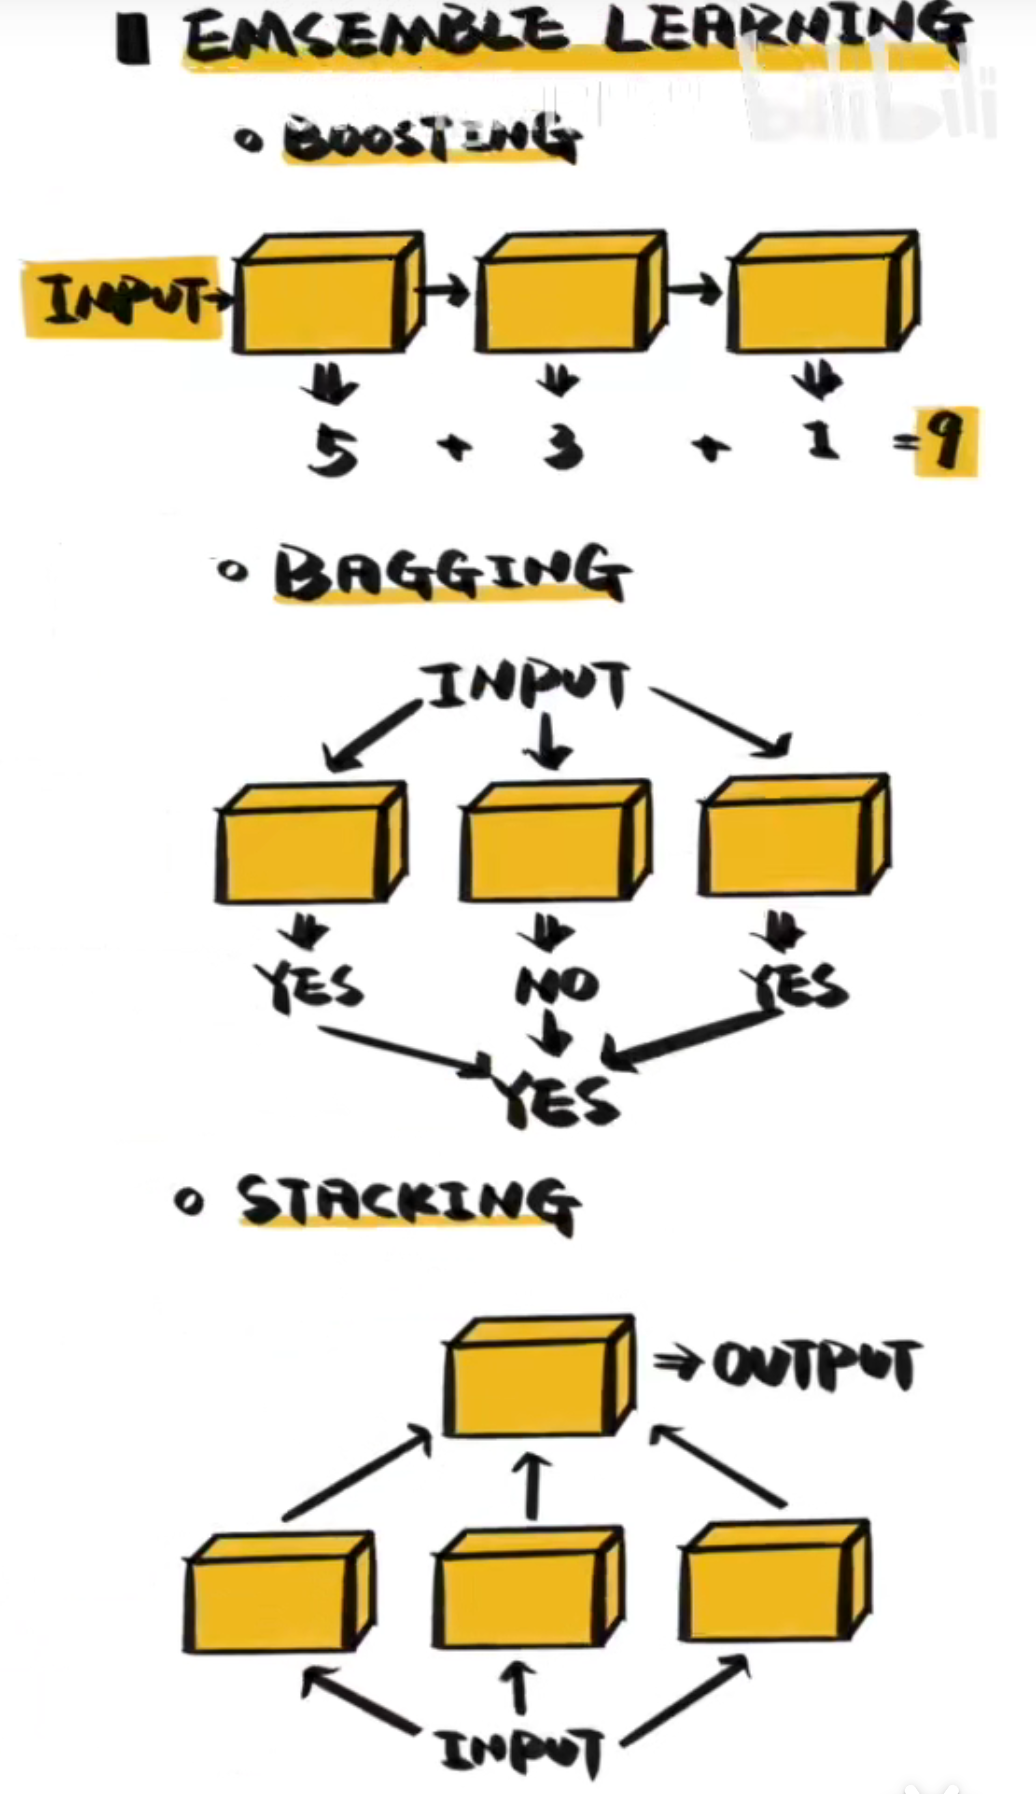 EMSEMBLE LEARNING
bilibili
BOOSTING
INPUT
5 + 3 + 1 = 9
BAGGING
INPUT
YES NO YES
YES
STACKING
OUTPUT
INPUT